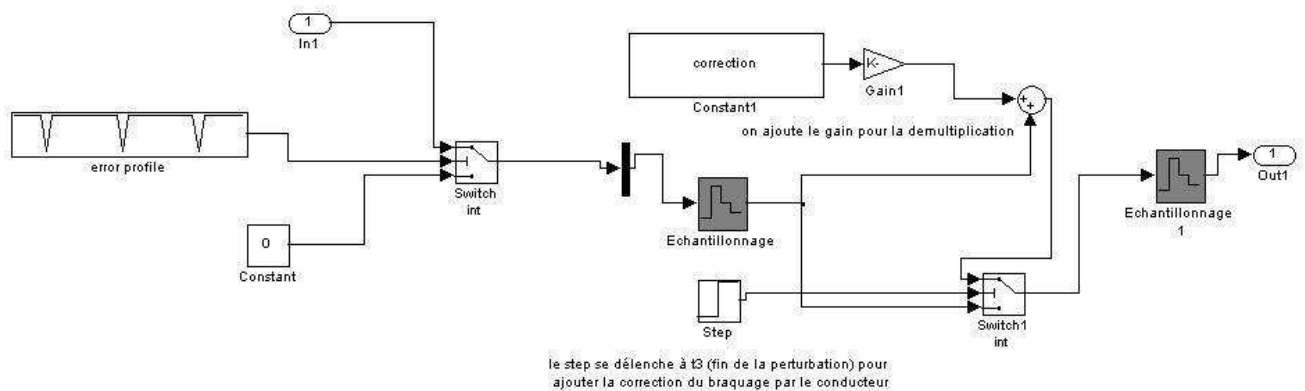 1
In1
correction
Constant1
K-
Gain1
+
+
on ajoute le gain pour la demultiplication
error profile
Switch
int
0
Constant
Echantillonnage
Step
Switch1
int
Echantillonnage
1
1
Out1
le step se délenche à t3 (fin de la perturbation) pour
ajouter la correction du braquage par le conducteur